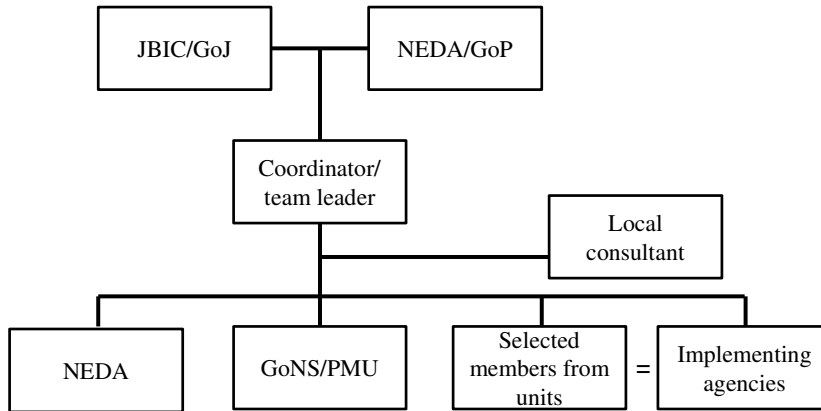 JBIC/GoJ
NEDA/GoP
Coordinator/
team leader
Local
consultant
NEDA
GoNS/PMU
Selected
members from
units
=
Implementing
agencies